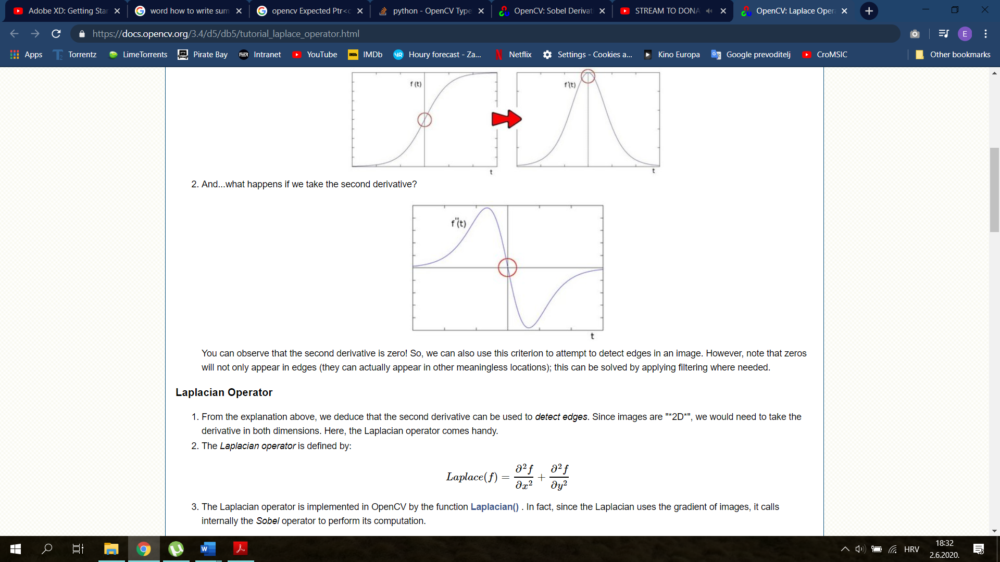 Adobe XD: Getting Star
word how to write sum
opencv Expected Ptr<c
python - OpenCV Type
OpenCV: Sobel Derivat
STREAM TO DONA
OpenCV: Laplace Oper
https://docs.opencv.org/3.4/d5/db5/tutorial_laplace_operator.html
E
Apps
Torrentz
LimeTorrents
Pirate Bay
Intranet
YouTube
IMDb
Houry forecast - Za...
Netflix
Settings - Cookies a...
Kino Europa
Google prevoditelj
CroMSIC
Other bookmarks
f (t)
t
f'(t)
t
2. And...what happens if we take the second derivative?
f''(t)
t
You can observe that the second derivative is zero! So, we can also use this criterion to attempt to detect edges in an image. However, note that zeros
will not only appear in edges (they can actually appear in other meaningless locations); this can be solved by applying filtering where needed.
Laplacian Operator
1. From the explanation above, we deduce that the second derivative can be used to detect edges. Since images are "*2D*", we would need to take the
derivative in both dimensions. Here, the Laplacian operator comes handy.
2. The Laplacian operator is defined by:
Laplace(f) = ∂²f/∂x² + ∂²f/∂y²
3. The Laplacian operator is implemented in OpenCV by the function Laplacian() . In fact, since the Laplacian uses the gradient of images, it calls
internally the Sobel operator to perform its computation.
HRV
18:32
2.6.2020.